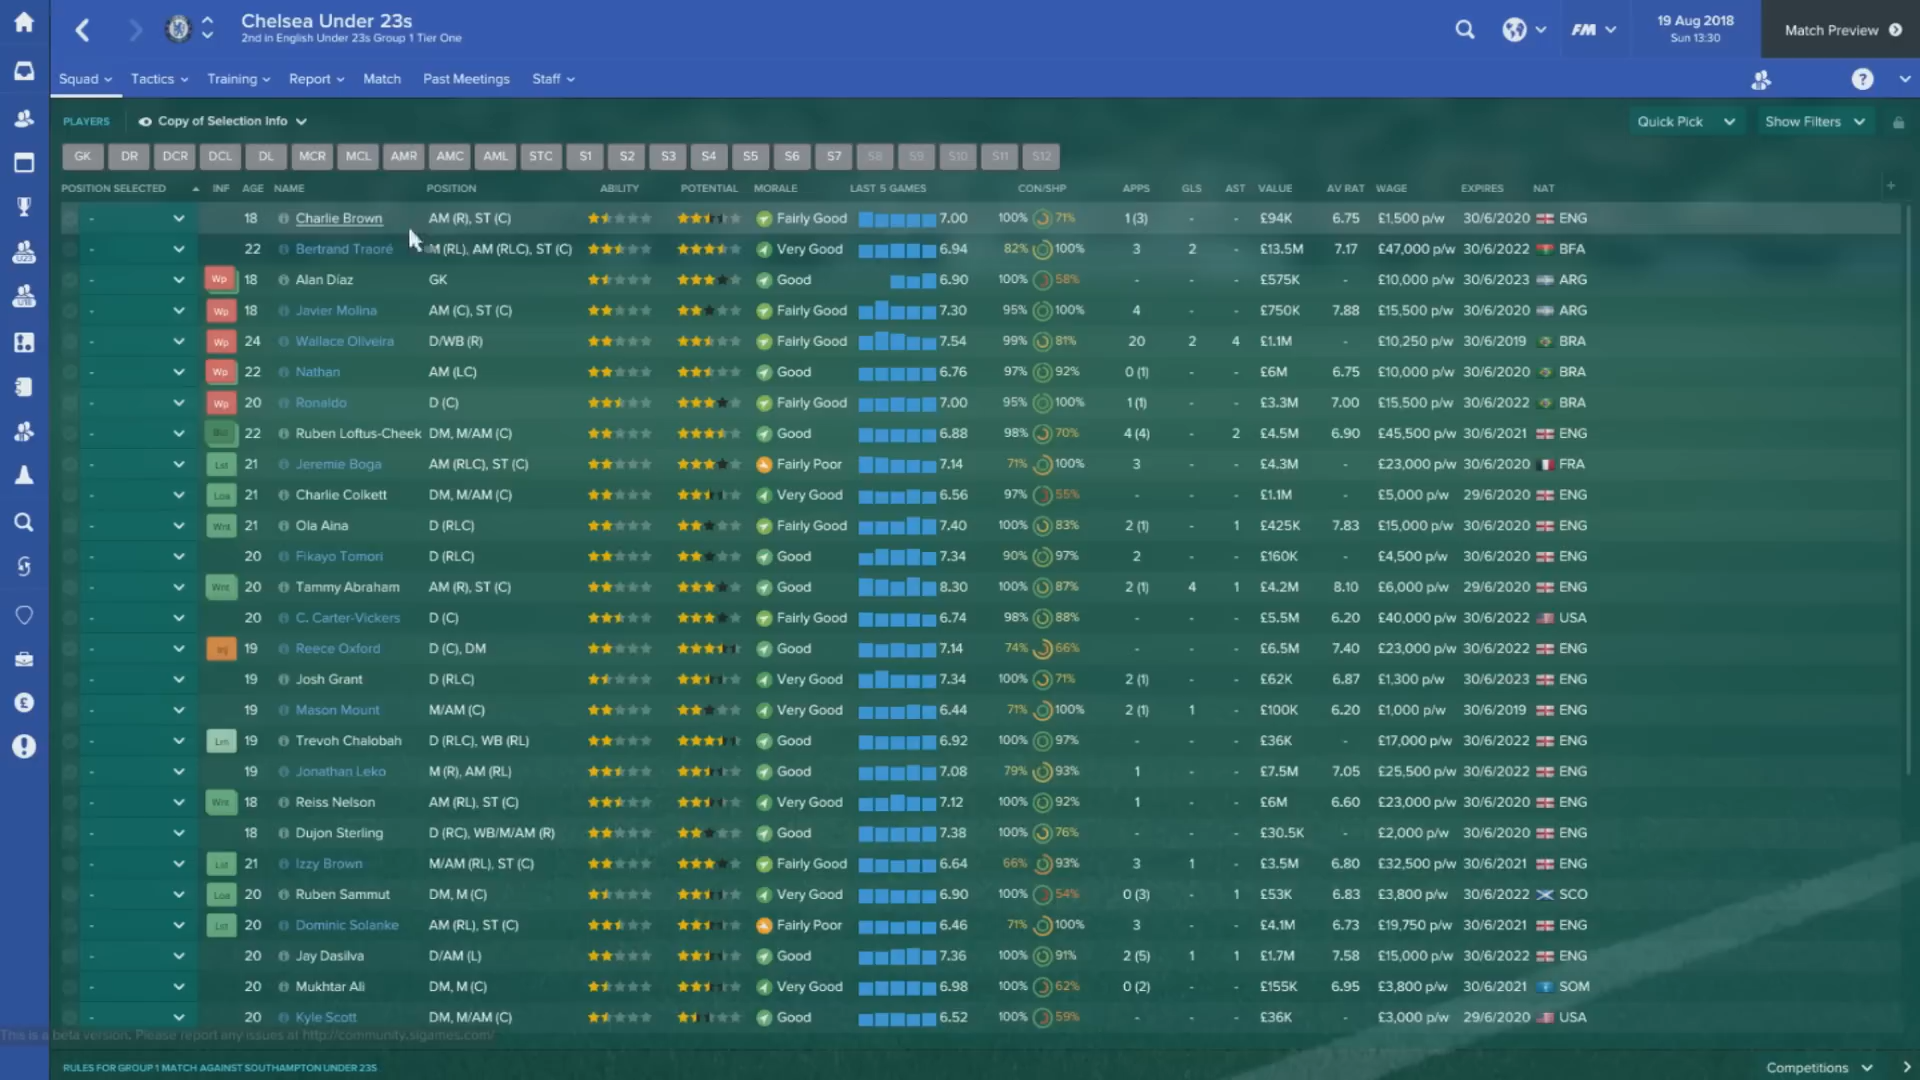 Chelsea Under 23s
2nd in English Under 23s Group 1 Tier One
FM
19 Aug 2018
Sun 13:30
Match Preview
Squad Tactics Training Report Match Past Meetings Staff
?
PLAYERS Copy of Selection Info Quick Pick Show Filters
GK DR DCR DCL DL MCR MCL AMR AMC AML STC S1 S2 S3 S4 S5 S6 S7 S8 S9 S10 S11 S12
POSITION SELECTED INF AGE NAME POSITION ABILITY POTENTIAL MORALE LAST 5 GAMES CON/SHP APPS GLS AST VALUE AV RAT WAGE EXPIRES NAT
- 18 Charlie Brown AM (R), ST (C) Fairly Good 7.00 100% 71% 1 (3) - - £94K 6.75 £1,500 p/w 30/6/2020 ENG
- 22 Bertrand Traoré M (RL), AM (RLC), ST (C) Very Good 6.94 82% 100% 3 2 - £13.5M 7.17 £47,000 p/w 30/6/2022 BFA
- Wp 18 Alan Díaz GK Good 6.90 100% 58% - - - £575K - £10,000 p/w 30/6/2023 ARG
- Wp 18 Javier Molina AM (C), ST (C) Fairly Good 7.30 95% 100% 4 - - £750K 7.88 £15,500 p/w 30/6/2020 ARG
- Wp 24 Wallace Oliveira D/WB (R) Fairly Good 7.54 99% 81% 20 2 4 £1.1M - £10,250 p/w 30/6/2019 BRA
- Wp 22 Nathan AM (LC) Good 6.76 97% 92% 0 (1) - - £6M 6.75 £10,000 p/w 30/6/2020 BRA
- Wp 20 Ronaldo D (C) Fairly Good 7.00 95% 100% 1 (1) - - £3.3M 7.00 £15,500 p/w 30/6/2022 BRA
- 22 Ruben Loftus-Cheek DM, M/AM (C) Good 6.88 98% 70% 4 (4) - 2 £4.5M 6.90 £45,500 p/w 30/6/2021 ENG
- Lst 21 Jeremie Boga AM (RLC), ST (C) Fairly Poor 7.14 71% 100% 3 - - £4.3M - £23,000 p/w 30/6/2020 FRA
- Loa 21 Charlie Colkett DM, M/AM (C) Very Good 6.56 97% 55% - - - £1.1M - £5,000 p/w 29/6/2020 ENG
- Wnt 21 Ola Aina D (RLC) Fairly Good 7.40 100% 83% 2 (1) - 1 £425K 7.83 £15,000 p/w 30/6/2020 ENG
- 20 Fikayo Tomori D (RLC) Good 7.34 90% 97% 2 - - £160K - £4,500 p/w 30/6/2020 ENG
- Wnt 20 Tammy Abraham AM (R), ST (C) Good 8.30 100% 87% 2 (1) 4 1 £4.2M 8.10 £6,000 p/w 29/6/2020 ENG
- 20 C. Carter-Vickers D (C) Fairly Good 6.74 98% 88% - - - £5.5M 6.20 £40,000 p/w 30/6/2022 USA
- Inj 19 Reece Oxford D (C), DM Good 7.14 74% 66% - - - £6.5M 7.40 £23,000 p/w 30/6/2022 ENG
- 19 Josh Grant D (RLC) Very Good 7.34 100% 71% 2 (1) - - £62K 6.87 £1,300 p/w 30/6/2023 ENG
- 19 Mason Mount M/AM (C) Very Good 6.44 71% 100% 2 (1) 1 - £100K 6.20 £1,000 p/w 30/6/2019 ENG
- Lrn 19 Trevoh Chalobah D (RLC), WB (RL) Good 6.92 100% 97% - - - £36K - £17,000 p/w 30/6/2022 ENG
- 19 Jonathan Leko M (R), AM (RL) Good 7.08 79% 93% 1 - - £7.5M 7.05 £25,500 p/w 30/6/2022 ENG
- Wnt 18 Reiss Nelson AM (RL), ST (C) Very Good 7.12 100% 92% 1 - - £6M 6.60 £23,000 p/w 30/6/2020 ENG
- 18 Dujon Sterling D (RC), WB/M/AM (R) Good 7.38 100% 76% - - - £30.5K - £2,000 p/w 30/6/2020 ENG
- Lst 21 Izzy Brown M/AM (RL), ST (C) Fairly Good 6.64 66% 93% 3 1 - £3.5M 6.80 £32,500 p/w 30/6/2021 ENG
- Loa 20 Ruben Sammut DM, M (C) Very Good 6.90 100% 54% 0 (3) - 1 £53K 6.83 £3,800 p/w 30/6/2022 SCO
- Lst 20 Dominic Solanke AM (RL), ST (C) Fairly Poor 6.46 71% 100% 3 - - £4.1M 6.73 £19,750 p/w 30/6/2021 ENG
- 20 Jay Dasilva D/AM (L) Good 7.36 100% 91% 2 (5) 1 1 £1.7M 7.58 £15,000 p/w 30/6/2022 ENG
- 20 Mukhtar Ali DM, M (C) Very Good 6.98 100% 62% 0 (2) - - £155K 6.95 £3,800 p/w 30/6/2021 SOM
- 20 Kyle Scott DM, M/AM (C) Good 6.52 100% 59% - - - £36K - £3,000 p/w 29/6/2020 USA
This is a beta version. Please report any issues at http://community.sigames.com/
RULES FOR GROUP 1 MATCH AGAINST SOUTHAMPTON UNDER 23S Competitions